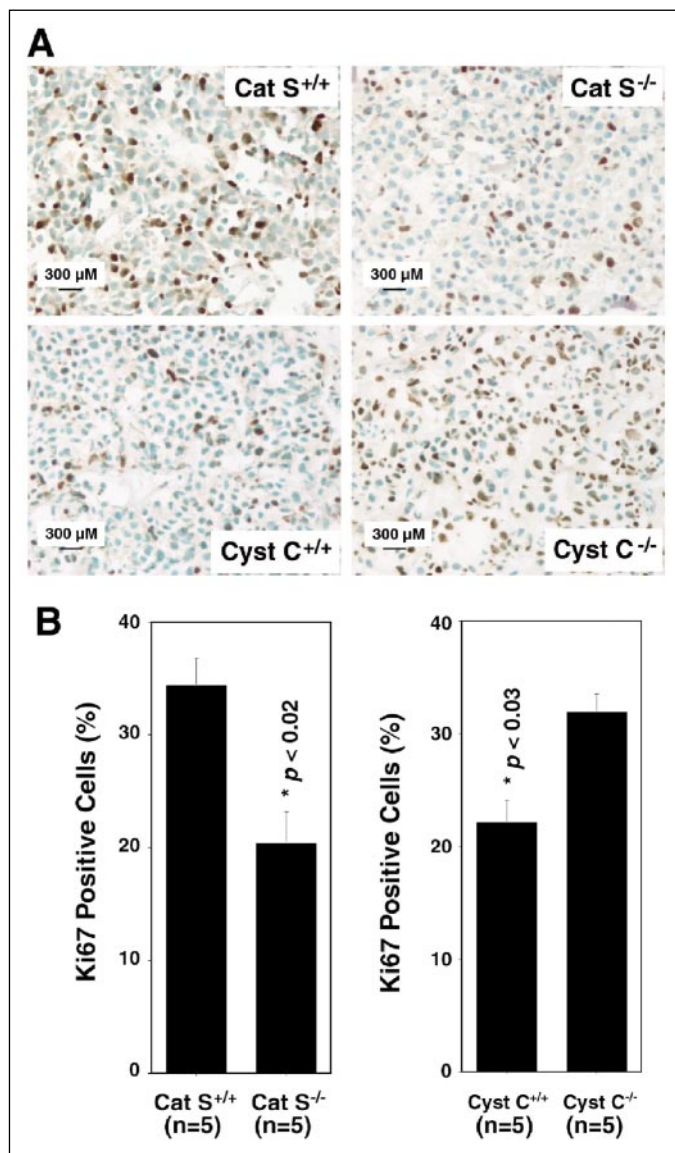 A
Cat S+/+
Cat S-/-
300 µM
300 µM
Cyst C+/+
Cyst C-/-
300 µM
300 µM
B
Ki67 Positive Cells (%)
40
30
20
10
0
* p < 0.02
Cat S+/+
(n=5)
Cat S-/-
(n=5)
Ki67 Positive Cells (%)
40
30
20
10
0
* p < 0.03
Cyst C+/+
(n=5)
Cyst C-/-
(n=5)